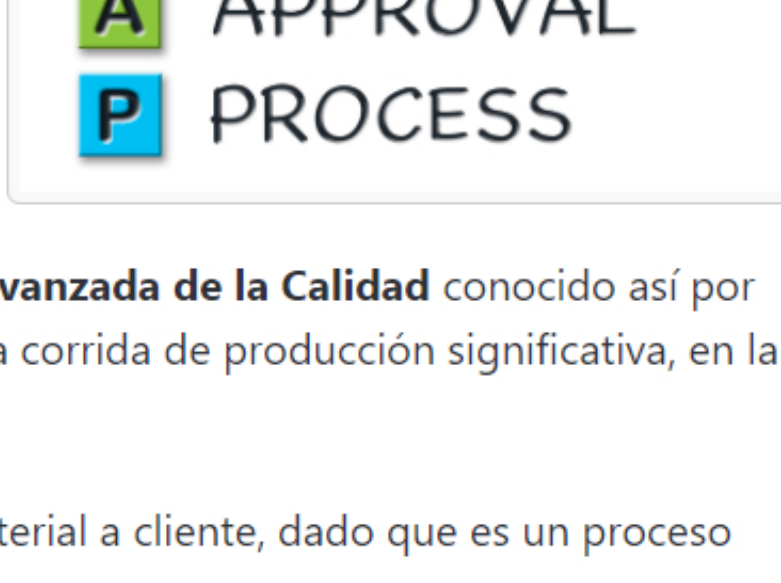 A APPROVAL
P PROCESS
vanzada de la Calidad conocido así por
a corrida de producción significativa, en la
terial a cliente, dado que es un proceso